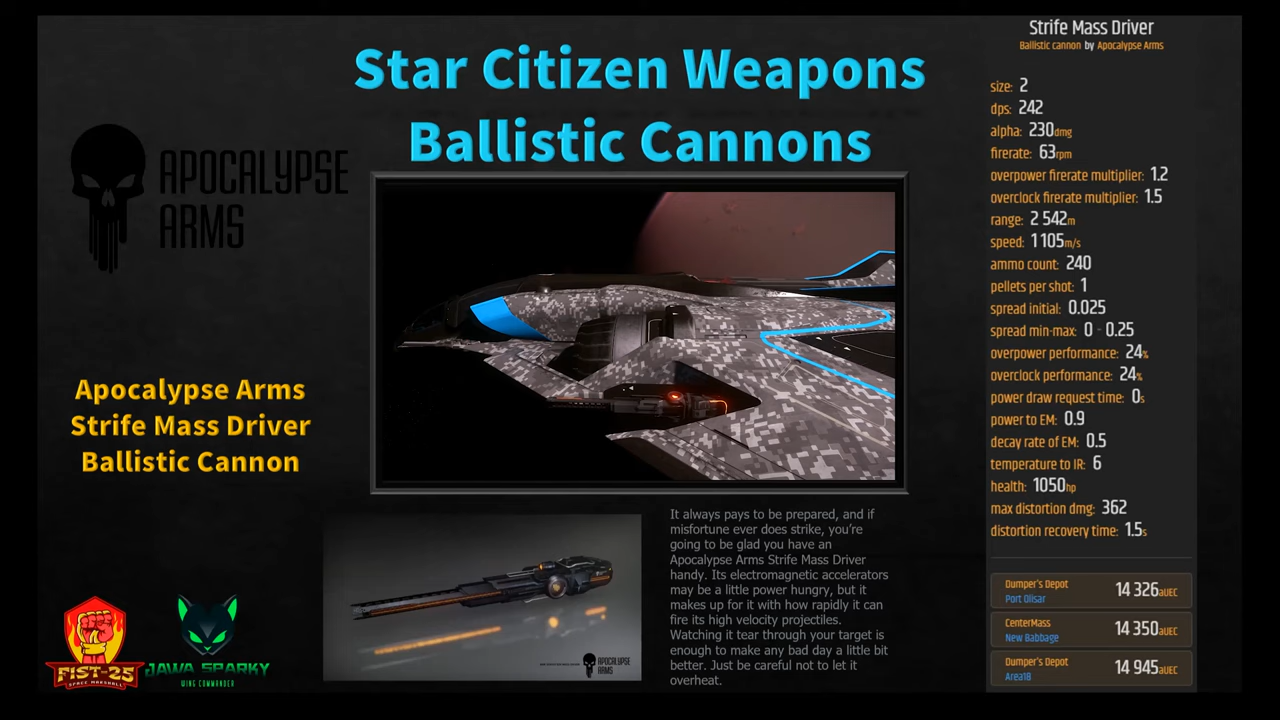 Star Citizen Weapons
Ballistic Cannons
APOCALYPSE
ARMS
Apocalypse Arms
Strife Mass Driver
Ballistic Cannon
FIST-25
SPACE MARSHALL
JAWA SPARKY
WING COMMANDER
APOCALYPSE
ARMS
It always pays to be prepared, and if
misfortune ever does strike, you're
going to be glad you have an
Apocalypse Arms Strife Mass Driver
handy. Its electromagnetic accelerators
may be a little power hungry, but it
makes up for it with how rapidly it can
fire its high velocity projectiles.
Watching it tear through your target is
enough to make any bad day a little bit
better. Just be careful not to let it
overheat.
Strife Mass Driver
Ballistic cannon by Apocalypse Arms
size: 2
dps: 242
alpha: 230dmg
firerate: 63rpm
overpower firerate multiplier: 1.2
overclock firerate multiplier: 1.5
range: 2 542m
speed: 1 105m/s
ammo count: 240
pellets per shot: 1
spread initial: 0.025
spread min-max: 0 - 0.25
overpower performance: 24%
overclock performance: 24%
power draw request time: 0s
power to EM: 0.9
decay rate of EM: 0.5
temperature to IR: 6
health: 1050hp
max distortion dmg: 362
distortion recovery time: 1.5s
Dumper's Depot
Port Olisar
14 326aUEC
CenterMass
New Babbage
14 350aUEC
Dumper's Depot
Area18
14 945aUEC